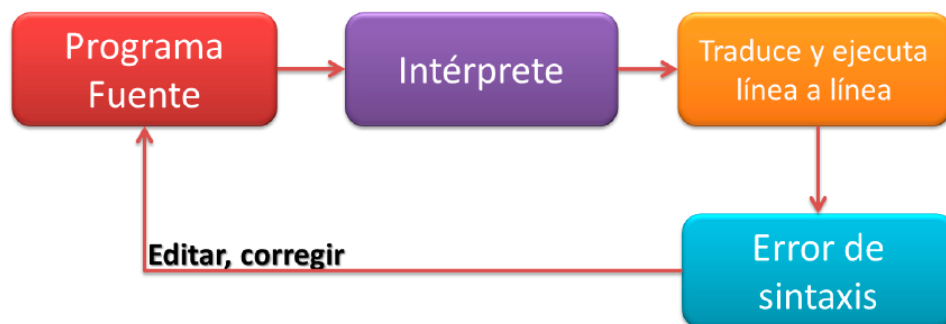 Programa
Fuente
Intérprete
Traduce y ejecuta
línea a línea
Editar, corregir
Error de
sintaxis